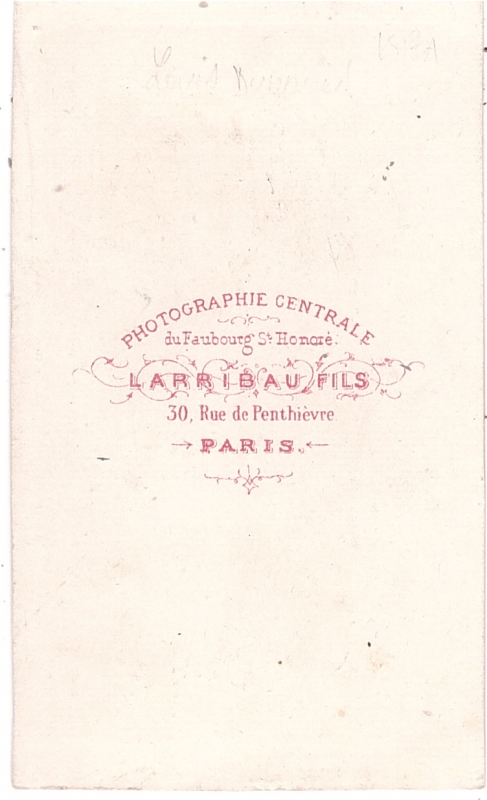 PHOTOGRAPHIE CENTRALE
du Faubourg St. Honoré.
LARRIBAU, FILS
30, Rue de Penthièvre
PARIS.